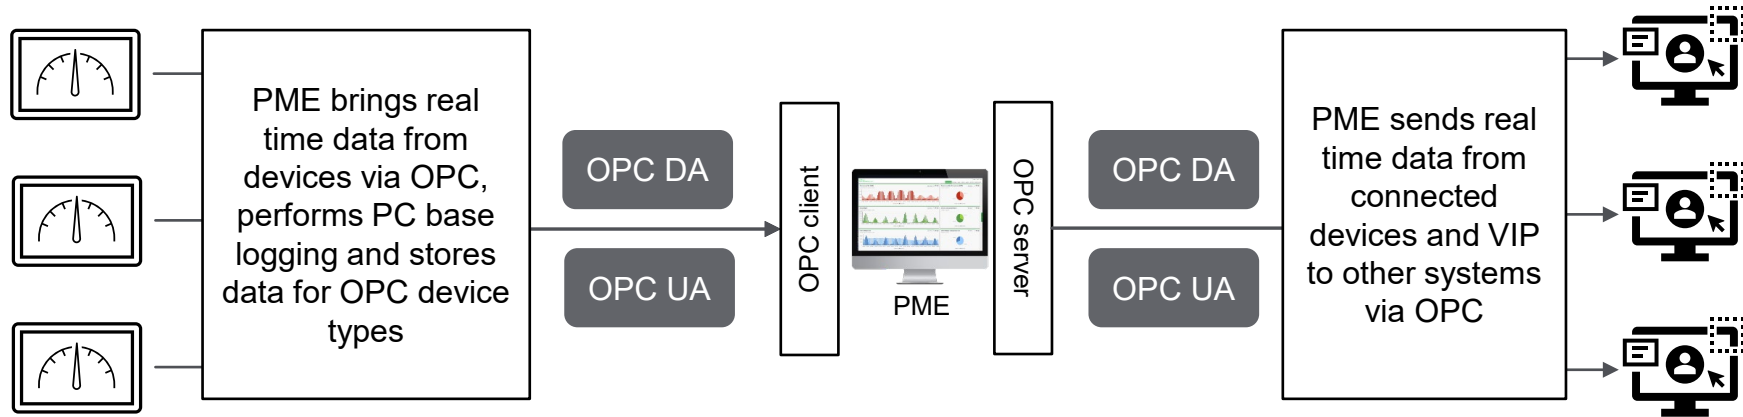 PME brings real
time data from
devices via OPC,
performs PC base
logging and stores
data for OPC device
types
OPC DA
OPC UA
OPC client
PME
OPC server
OPC DA
OPC UA
PME sends real
time data from
connected
devices and VIP
to other systems
via OPC